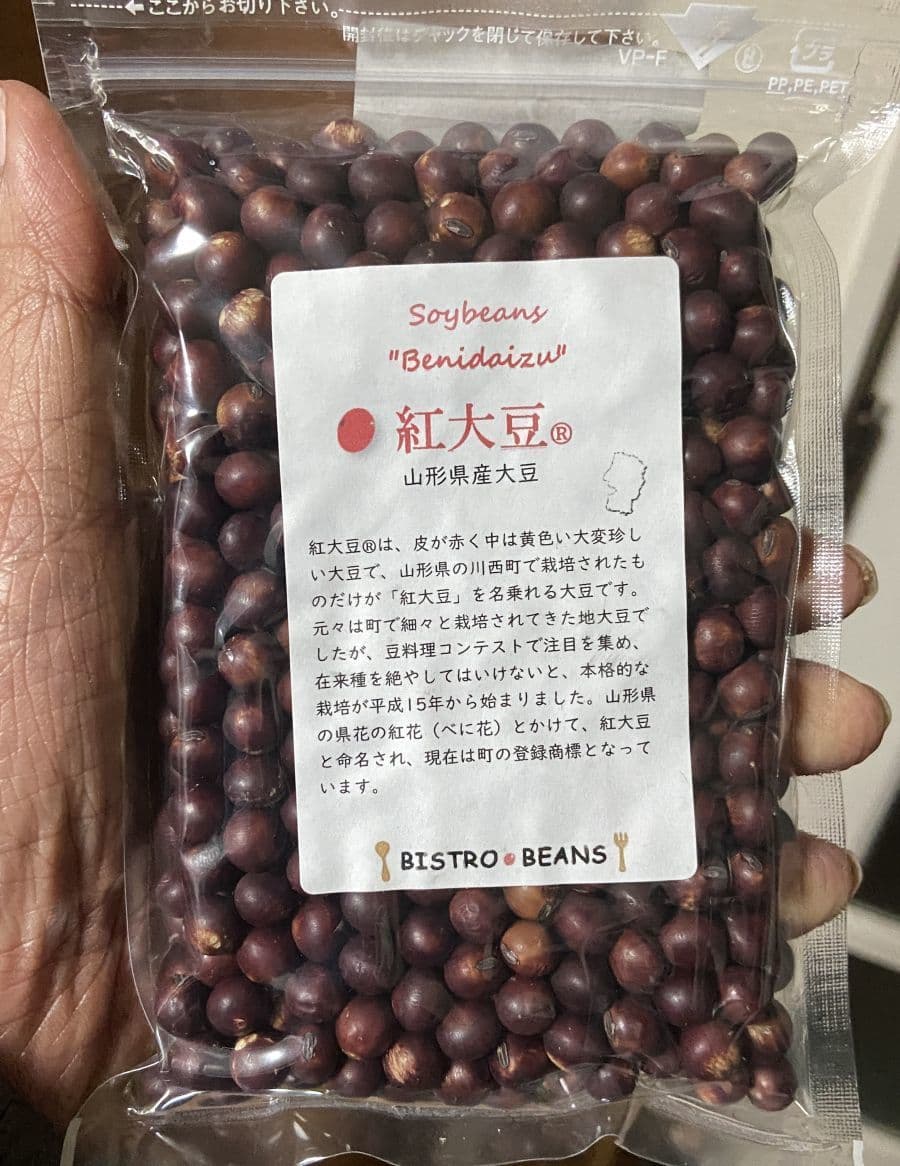 ←ここからお切り下さい。
開封後はチャックを閉じて保存して下さい。
VP-F
プラ
PP,PE,PET
Soybeans
"Benidaizu"
紅大豆®
山形県産大豆
紅大豆®は、皮が赤く中は黄色い大変珍し
い大豆で、山形県の川西町で栽培されたも
のだけが「紅大豆」を名乗れる大豆です。
元々は町で細々と栽培されてきた地大豆で
したが、豆料理コンテストで注目を集め、
在来種を絶やしてはいけないと、本格的な
栽培が平成15年から始まりました。山形県
の県花の紅花（べに花）とかけて、紅大豆
と命名され、現在は町の登録商標となって
います。
BISTRO BEANS